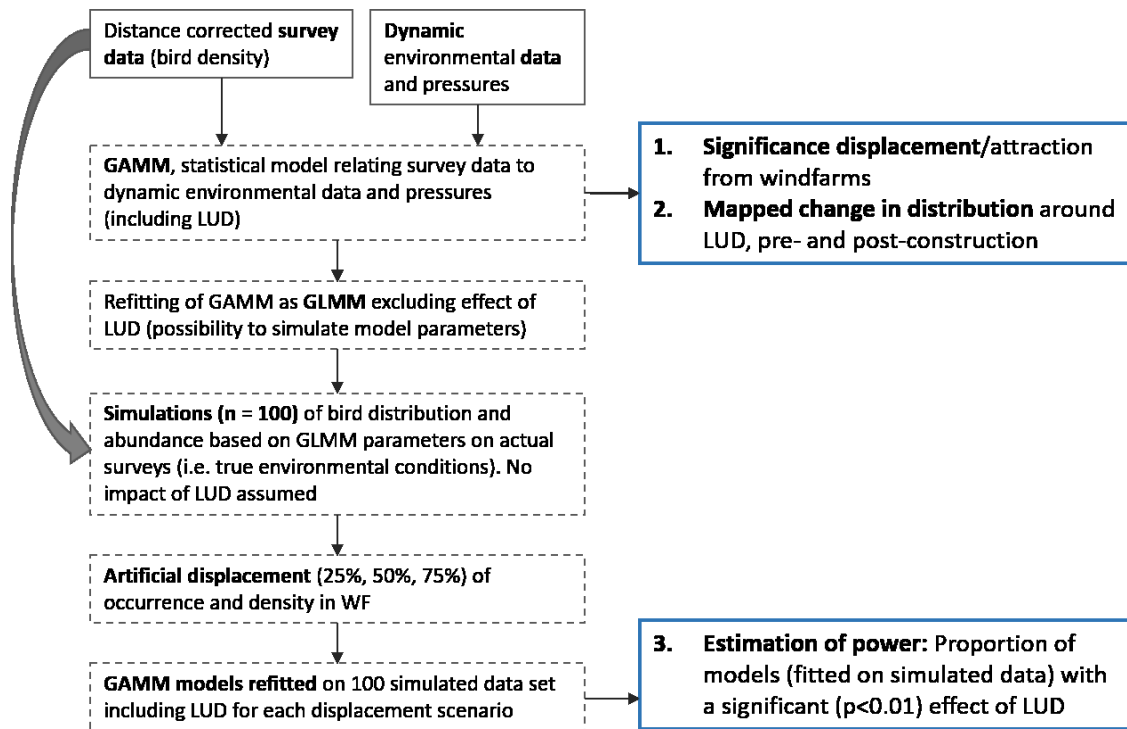 Distance corrected survey
data (bird density)
Dynamic
environmental data
and pressures
GAMM, statistical model relating survey data to
dynamic environmental data and pressures
(including LUD)
1. Significance displacement/attraction
from windfarms
2. Mapped change in distribution around
LUD, pre- and post-construction
Refitting of GAMM as GLMM excluding effect of
LUD (possibility to simulate model parameters)
Simulations (n = 100) of bird distribution and
abundance based on GLMM parameters on actual
surveys (i.e. true environmental conditions). No
impact of LUD assumed
Artificial displacement (25%, 50%, 75%) of
occurrence and density in WF
GAMM models refitted on 100 simulated data set
including LUD for each displacement scenario
3. Estimation of power: Proportion of
models (fitted on simulated data) with
a significant (p<0.01) effect of LUD